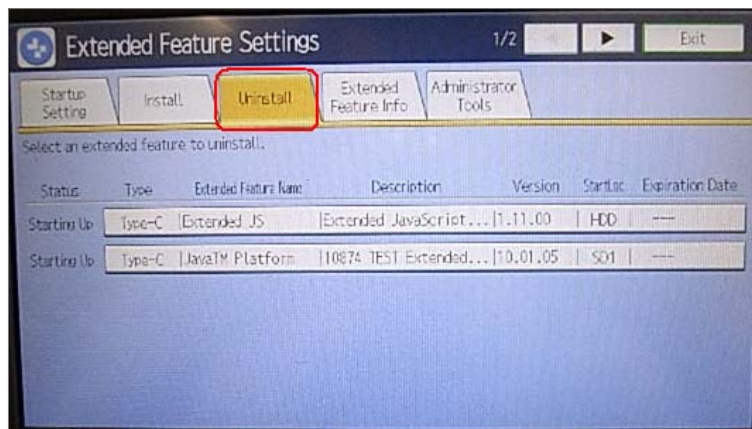 Extended Feature Settings 1/2 Exit
Startup Setting Install Uninstall Extended Feature Info Administrator Tools
Select an extended feature to uninstall.
Status Type Extended Feature Name Description Version StartLoc Expiration Date
Starting Up Type-C |Extended JS |Extended JavaScript...|1.11.00 | HDD | ---
Starting Up Type-C |JavaTM Platform |10874 TEST Extended...|10.01.05 | SD1 | ---